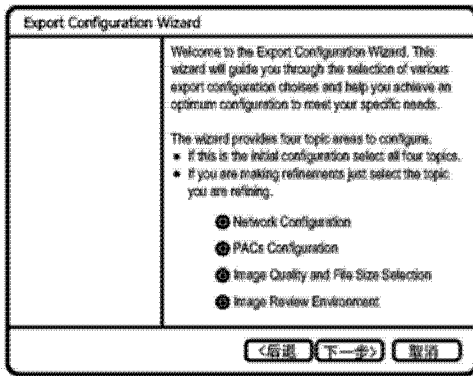 Export Configuration Wizard
Welcome to the Export Configuration Wizard. This
wizard will guide you through the selection of various
export configuration choises and help you achieve an
optimum configuration to meet your specific needs.
The wizard provides four topic areas to configure.
• If this is the initial configuration select all four topics.
• If you are making refinements just select the topic
you are refining.
Network Configuration
PACs Configuration
Image Quality and File Size Selection
Image Review Environment
<后退 下一步> 取消